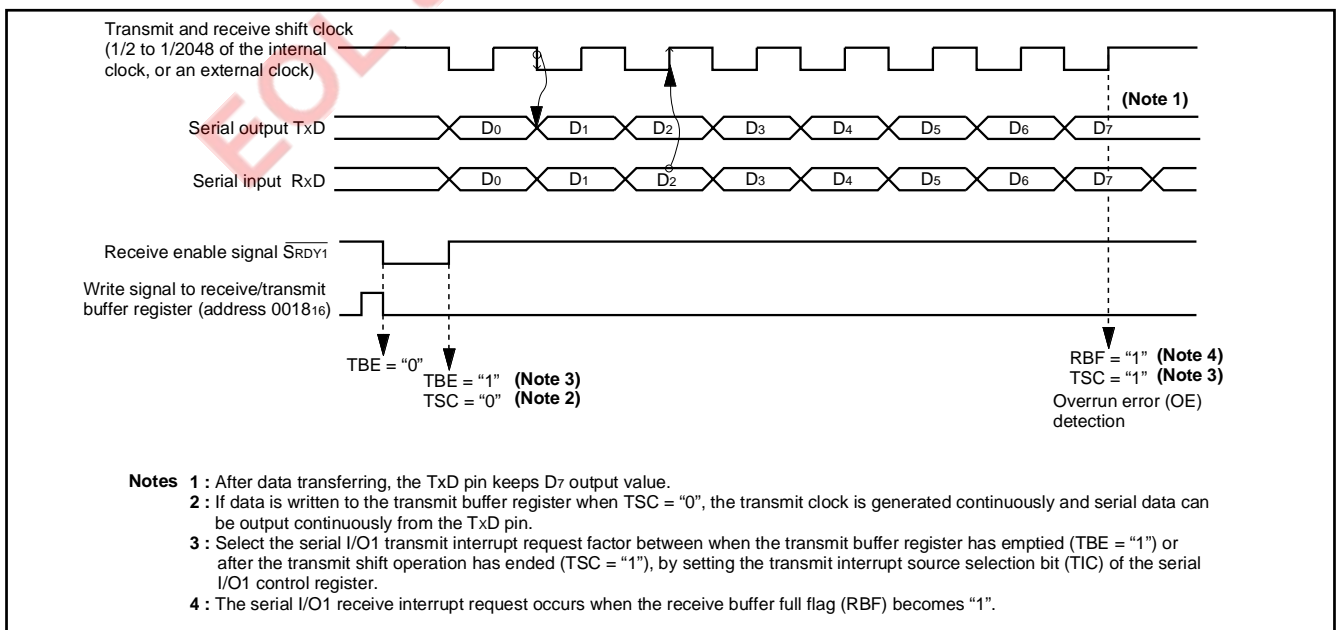 EOL
Transmit and receive shift clock
(1/2 to 1/2048 of the internal
clock, or an external clock)
(Note 1)
Serial output TxD
D0 D1 D2 D3 D4 D5 D6 D7
Serial input RxD
D0 D1 D2 D3 D4 D5 D6 D7
Receive enable signal SRDY1
Write signal to receive/transmit
buffer register (address 001816)
TBE = “0”
TBE = “1” (Note 3)
TSC = “0” (Note 2)
RBF = “1” (Note 4)
TSC = “1” (Note 3)
Overrun error (OE)
detection
Notes 1 : After data transferring, the TxD pin keeps D7 output value.
2 : If data is written to the transmit buffer register when TSC = “0”, the transmit clock is generated continuously and serial data can
be output continuously from the TxD pin.
3 : Select the serial I/O1 transmit interrupt request factor between when the transmit buffer register has emptied (TBE = “1”) or
after the transmit shift operation has ended (TSC = “1”), by setting the transmit interrupt source selection bit (TIC) of the serial
I/O1 control register.
4 : The serial I/O1 receive interrupt request occurs when the receive buffer full flag (RBF) becomes “1”.